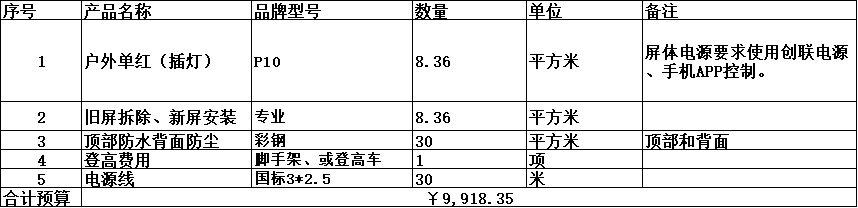 序号 产品名称 品牌型号 数量 单位 备注
1 户外单红（插灯） P10 8.36 平方米 屏体电源要求使用创联电源
、手机APP控制。
2 旧屏拆除、新屏安装 专业 8.36 平方米
3 顶部防水背面防尘 彩钢 30 平方米 顶部和背面
4 登高费用 脚手架、或登高车 1 项
5 电源线 国标3*2.5 30 米
合计预算 ￥9,918.35